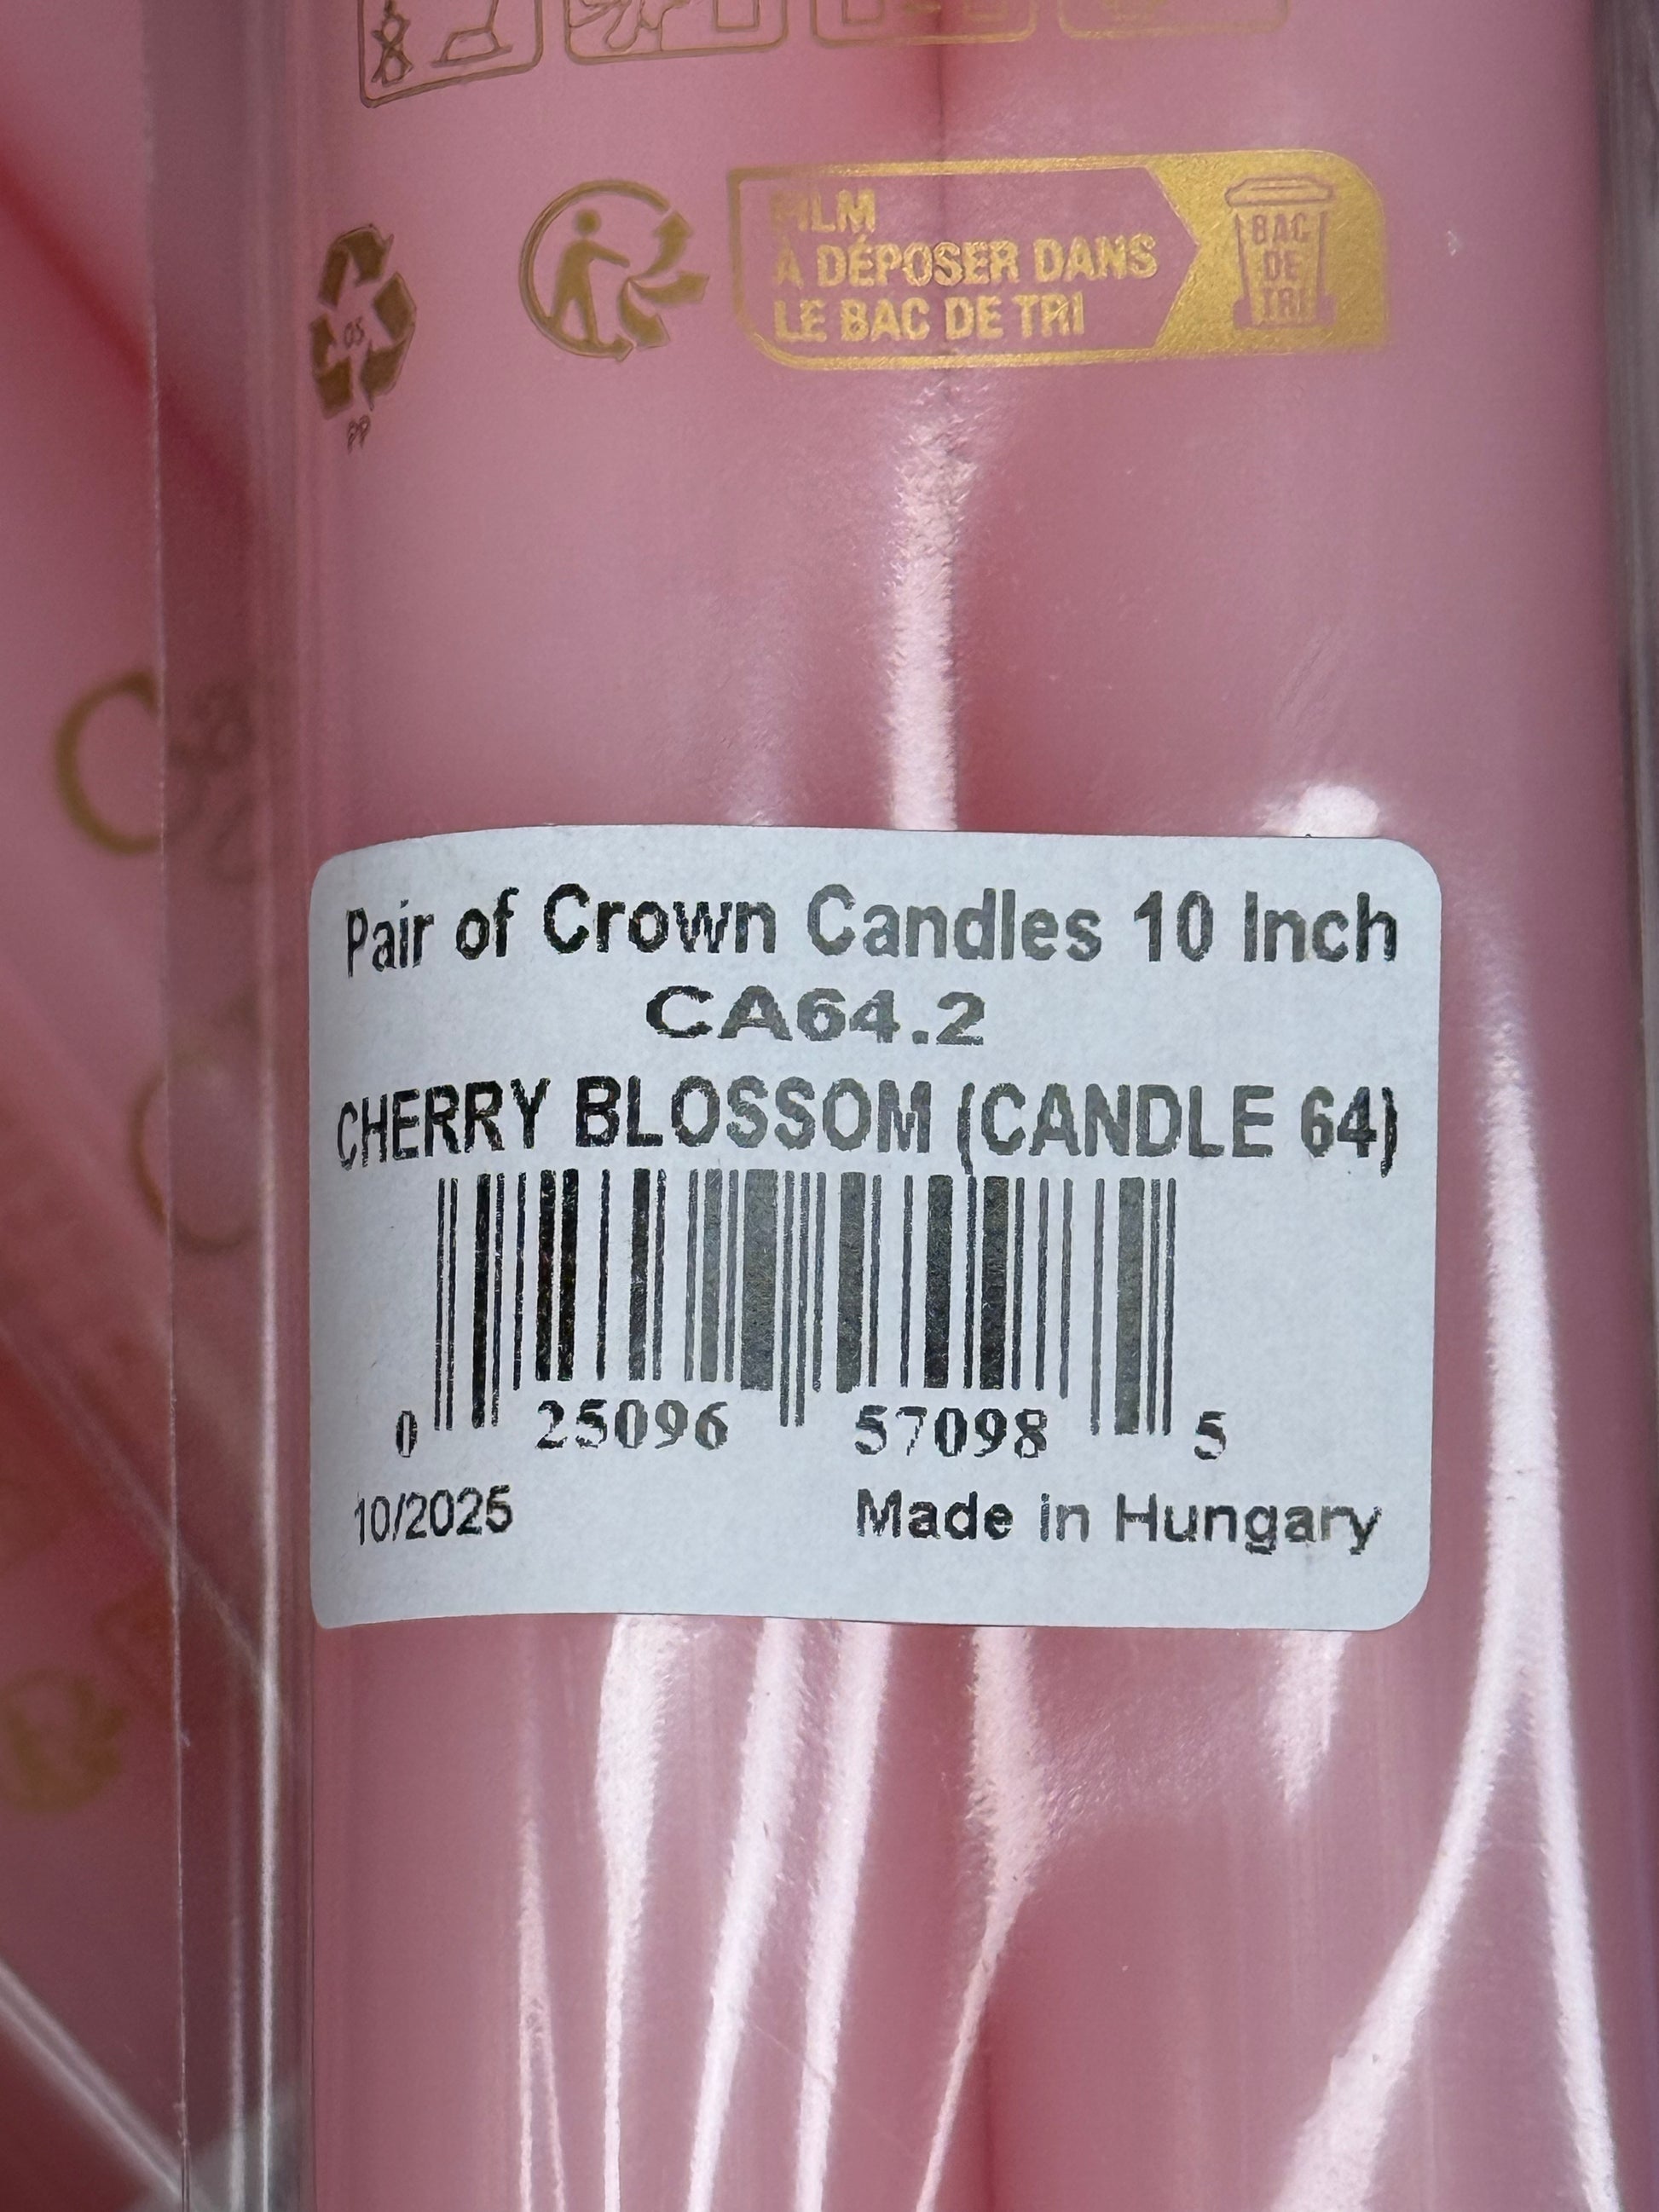 FILM
À DÉPOSER DANS
LE BAC DE TRI
BAC
DE
TRI
05
PP
Pair of Crown Candles 10 Inch
CA64.2
CHERRY BLOSSOM (CANDLE 64)
0 25096 57098 5
10/2025 Made in Hungary